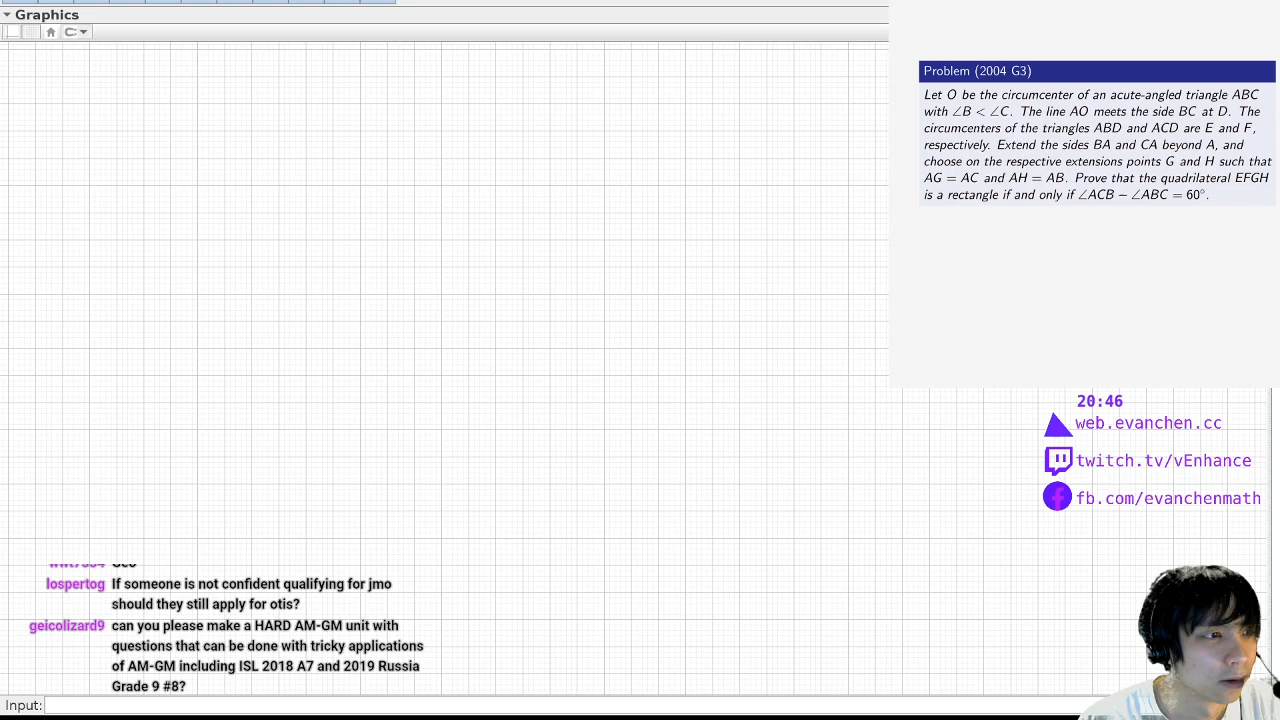 Graphics
Problem (2004 G3)
Let O be the circumcenter of an acute-angled triangle ABC
with ∠B < ∠C. The line AO meets the side BC at D. The
circumcenters of the triangles ABD and ACD are E and F,
respectively. Extend the sides BA and CA beyond A, and
choose on the respective extensions points G and H such that
AG = AC and AH = AB. Prove that the quadrilateral EFGH
is a rectangle if and only if ∠ACB − ∠ABC = 60°.
20:46
web.evanchen.cc
twitch.tv/vEnhance
fb.com/evanchenmath
lospertog If someone is not confident qualifying for jmo
should they still apply for otis?
geicolizard9 can you please make a HARD AM-GM unit with
questions that can be done with tricky applications
of AM-GM including ISL 2018 A7 and 2019 Russia
Grade 9 #8?
Input: